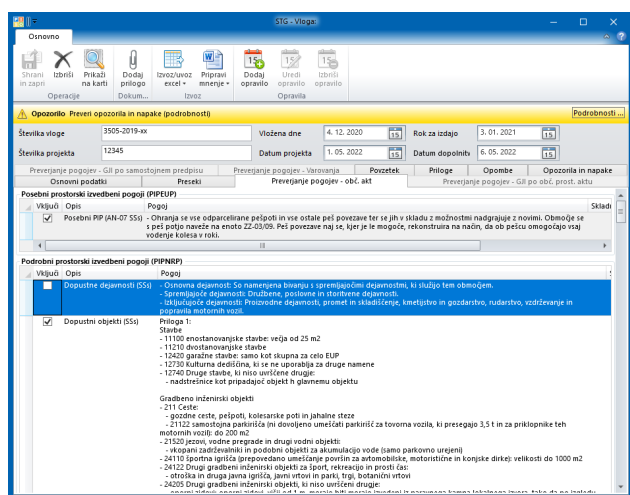 STG - Vloga:
Osnovno
Shrani in zapri
Izbriši
Prikaži na karti
Dodaj prilogo
Izvoz/uvoz excel
Pripravi mnenje
Dodaj opravilo
Uredi opravilo
Izbriši opravilo
Operacije
Dokum...
Izvoz
Opravila
Opozorilo Preveri opozorila in napake (podrobnosti)
Podrobnosti ...
Številka vloge 3505-2019-xx Vložena dne 4. 12. 2020 Rok za izdajo 3. 01. 2021
Številka projekta 12345 Datum projekta 1. 05. 2022 Datum dopolnitv 6. 05. 2022
Preverjanje pogojev - GJI po samostojnem predpisu Preverjanje pogojev - Varovanja Povzetek Priloge Opombe Opozorila in napake
Osnovni podatki Preseki Preverjanje pogojev - obč. akt Preverjanje pogojev - GJI po obč. prost. aktu
Posebni prostorski izvedbeni pogoji (PIPEUP)
Vključi Opis Pogoj Skladn
Posebni PIP (AN-07 SSs) - Ohranja se vse odparcelirane pešpoti in vse ostale peš povezave ter se jih v skladu z možnostmi nadgrajuje z novimi. Območje se
s peš potjo naveže na enoto ZZ-03/09. Peš povezave naj se, kjer je le mogoče, rekonstruira na način, da ob pešcu omogočajo vsaj
vodenje kolesa v roki.
Podrobni prostorski izvedbeni pogoji (PIPNRP)
Vključi Opis Pogoj
Dopustne dejavnosti (SSs) - Osnovna dejavnost: So namenjena bivanju s spremljajočimi dejavnostmi, ki služijo tem območjem.
- Spremljajoče dejavnosti: Družbene, poslovne in storitvene dejavnosti.
- Izključujoče dejavnosti: Proizvodne dejavnosti, promet in skladiščenje, kmetijstvo in gozdarstvo, rudarstvo, vzdrževanje in
popravila motornih vozil.
Dopustni objekti (SSs) Priloga 1:
Stavbe
- 11100 enostanovanjske stavbe: večja od 25 m2
- 11210 dvostanovanjske stavbe
- 12420 garažne stavbe: samo kot skupna za celo EUP
- 12730 Kulturna dediščina, ki se ne uporablja za druge namene
- 12740 Druge stavbe, ki niso uvrščene drugje:
- nadstrešnice kot pripadajoč objekt h glavnemu objektu
Gradbeno inženirski objekti
- 211 Ceste:
- gozdne ceste, pešpoti, kolesarske poti in jahalne steze
- 21122 samostojna parkirišča (ni dovoljeno umeščati parkirišč za tovorna vozila, ki presegajo 3,5 t in za priklopnike teh
motornih vozil): do 200 m2
- 21520 jezovi, vodne pregrade in drugi vodni objekti:
- vkopani zadrževalniki in podobni objekti za akumulacijo vode (samo parkovno urejeni)
- 24110 športna igrišča (prepovedano umeščanje površin za avtomobilske, motoristične in konjske dirke): velikosti do 1000 m2
- 24122 Drugi gradbeni inženirski objekti za šport, rekreacijo in prosti čas:
- otroška in druga javna igrišča, javni vrtovi in parki, trgi, botanični vrtovi
- 24205 Drugi gradbeni inženirski objekti, ki niso uvrščeni drugje: